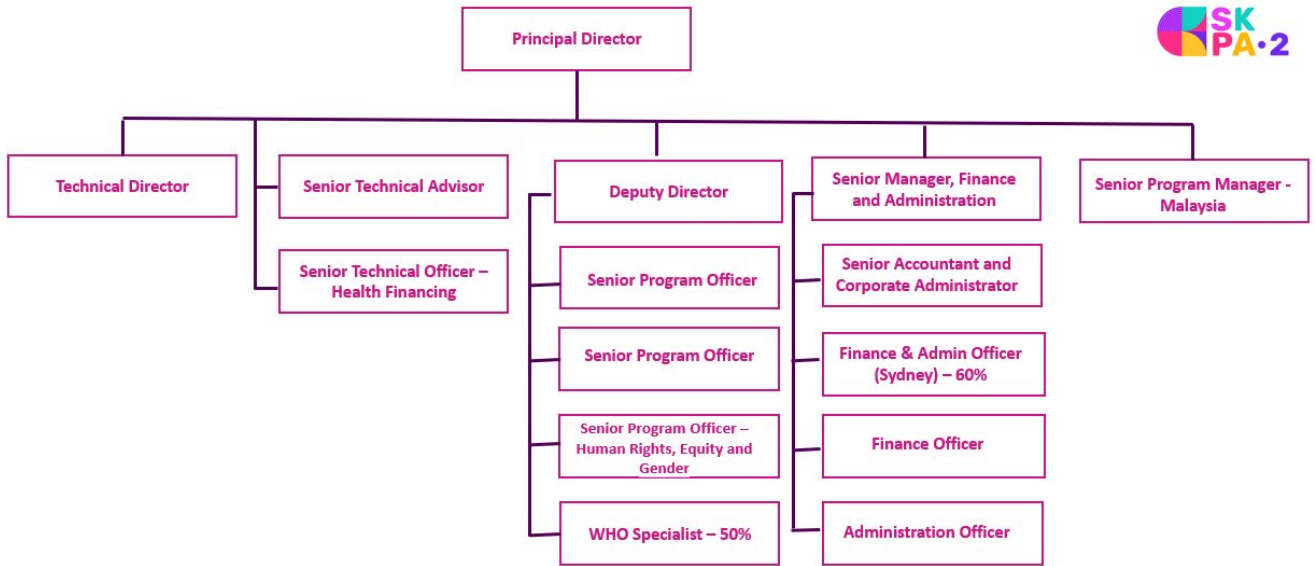 Principal Director
SK
PA·2
Technical Director
Senior Technical Advisor
Senior Technical Officer –
Health Financing
Deputy Director
Senior Program Officer
Senior Program Officer
Senior Program Officer –
Human Rights, Equity and
Gender
WHO Specialist – 50%
Senior Manager, Finance
and Administration
Senior Accountant and
Corporate Administrator
Finance & Admin Officer
(Sydney) – 60%
Finance Officer
Administration Officer
Senior Program Manager -
Malaysia